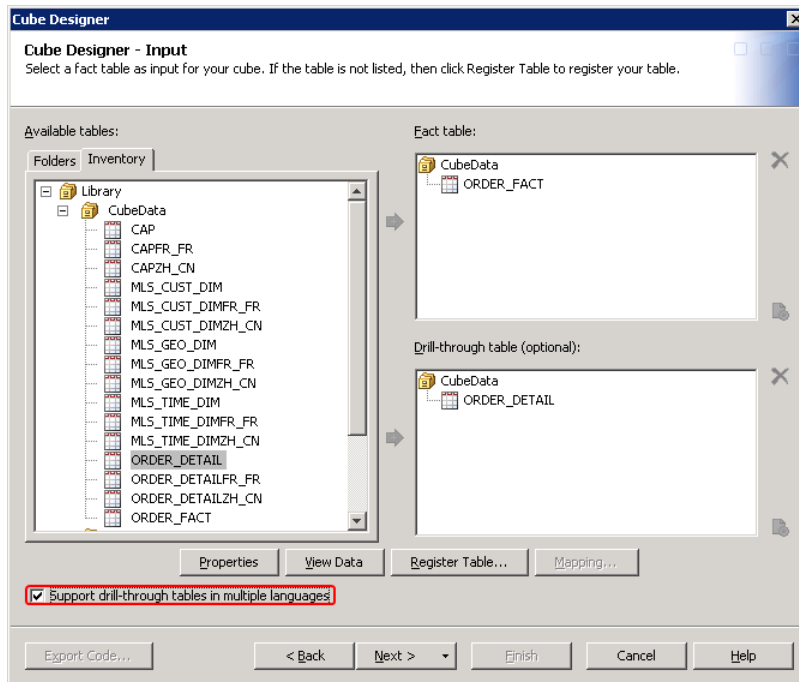 Cube Designer
Cube Designer - Input
Select a fact table as input for your cube. If the table is not listed, then click Register Table to register your table.
Available tables:
Folders
Inventory
Library
CubeData
CAP
CAPFR_FR
CAPZH_CN
MLS_CUST_DIM
MLS_CUST_DIMFR_FR
MLS_CUST_DIMZH_CN
MLS_GEO_DIM
MLS_GEO_DIMFR_FR
MLS_GEO_DIMZH_CN
MLS_TIME_DIM
MLS_TIME_DIMFR_FR
MLS_TIME_DIMZH_CN
ORDER_DETAIL
ORDER_DETAILFR_FR
ORDER_DETAILZH_CN
ORDER_FACT
Fact table:
CubeData
ORDER_FACT
Drill-through table (optional):
CubeData
ORDER_DETAIL
Properties
View Data
Register Table...
Mapping...
Support drill-through tables in multiple languages
Export Code...
< Back
Next >
Finish
Cancel
Help